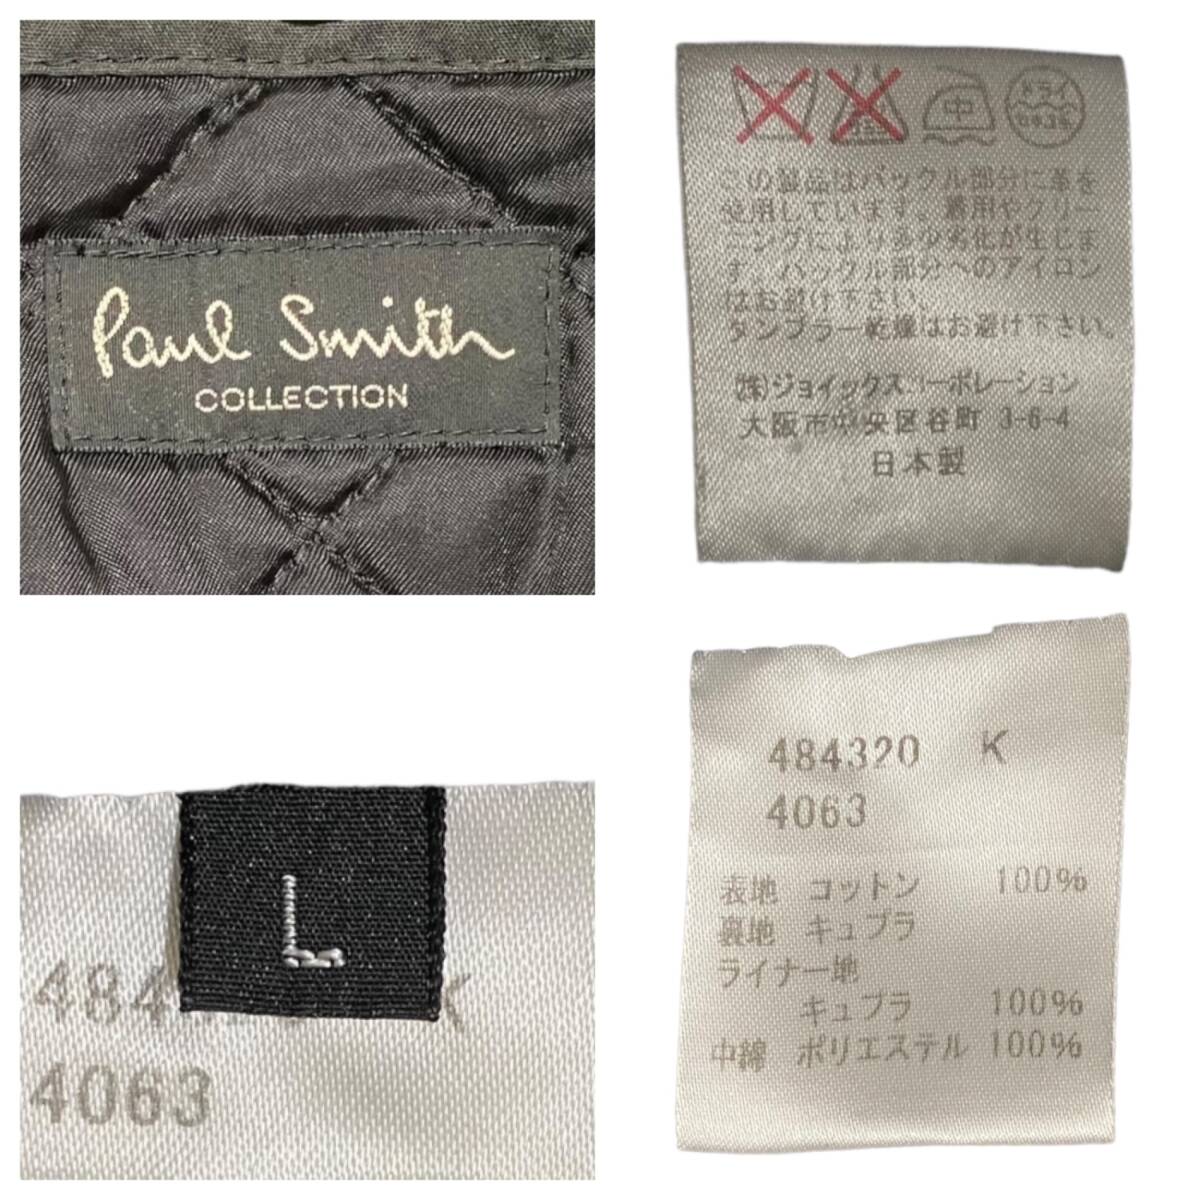 Paul Smith
COLLECTION
中
ドライ
この製品はバックル部分に革を
使用しています。着用やクリー
ニングにより多少劣化が生じま
す。バックル部分へのアイロン
はお避け下さい。
タンブラー乾燥はお避け下さい。
(株)ジョイックスコーポレーション
大阪市中央区谷町 3-6-4
日本製
L
484 K
4063
484320 K
4063
表地 コットン 100%
裏地 キュプラ
ライナー地
キュプラ 100%
中綿 ポリエステル 100%